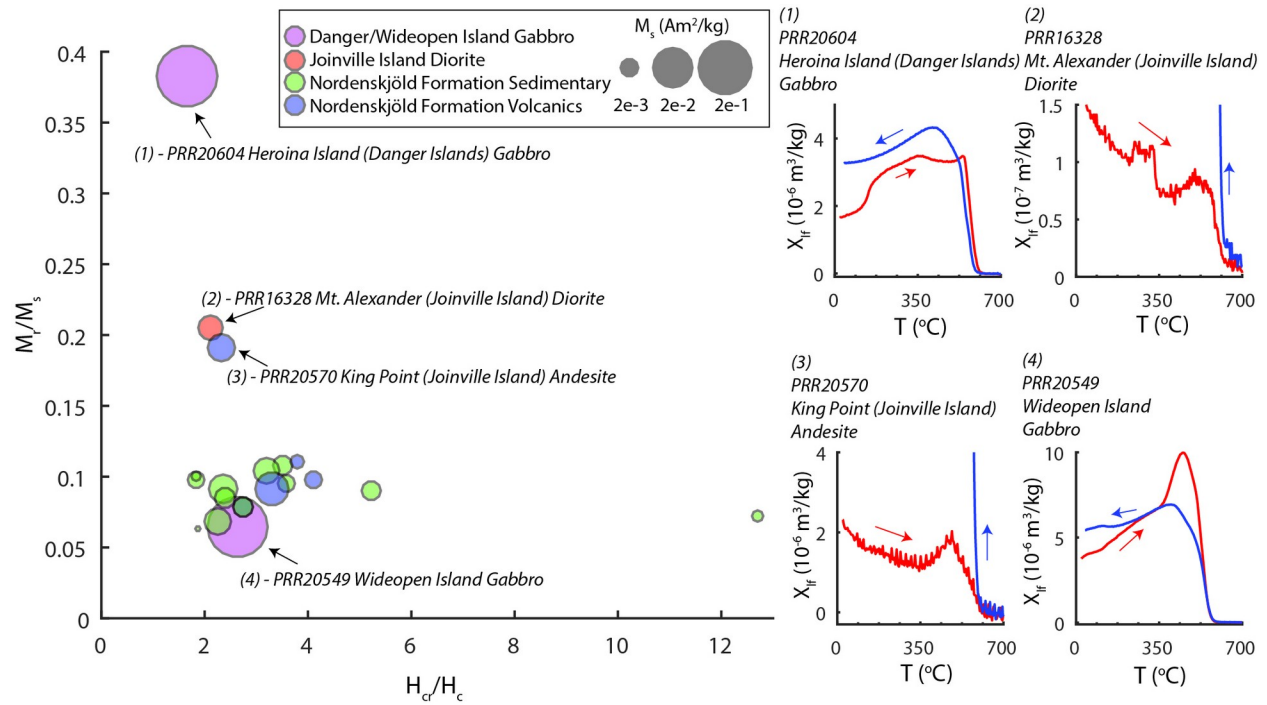 Danger/Wideopen Island Gabbro
Joinville Island Diorite
Nordenskjöld Formation Sedimentary
Nordenskjöld Formation Volcanics
Mₛ (Am²/kg)
2e-3 2e-2 2e-1
0.4
0.35
0.3
0.25
0.2
0.15
0.1
0.05
0
Mᵣ/Mₛ
0 2 4 6 8 10 12
H_cr/H_c
(1) - PRR20604 Heroina Island (Danger Islands) Gabbro
(2) - PRR16328 Mt. Alexander (Joinville Island) Diorite
(3) - PRR20570 King Point (Joinville Island) Andesite
(4) - PRR20549 Wideopen Island Gabbro
(1)
PRR20604
Heroina Island (Danger Islands)
Gabbro
4
2
0
X_lf (10⁻⁶ m³/kg)
0 350 700
T (°C)
(2)
PRR16328
Mt. Alexander (Joinville Island)
Diorite
1.5
1
0.5
0
X_lf (10⁻⁷ m³/kg)
0 350 700
T (°C)
(3)
PRR20570
King Point (Joinville Island)
Andesite
4
2
0
X_lf (10⁻⁶ m³/kg)
0 350 700
T (°C)
(4)
PRR20549
Wideopen Island
Gabbro
10
5
0
X_lf (10⁻⁶ m³/kg)
0 350 700
T (°C)